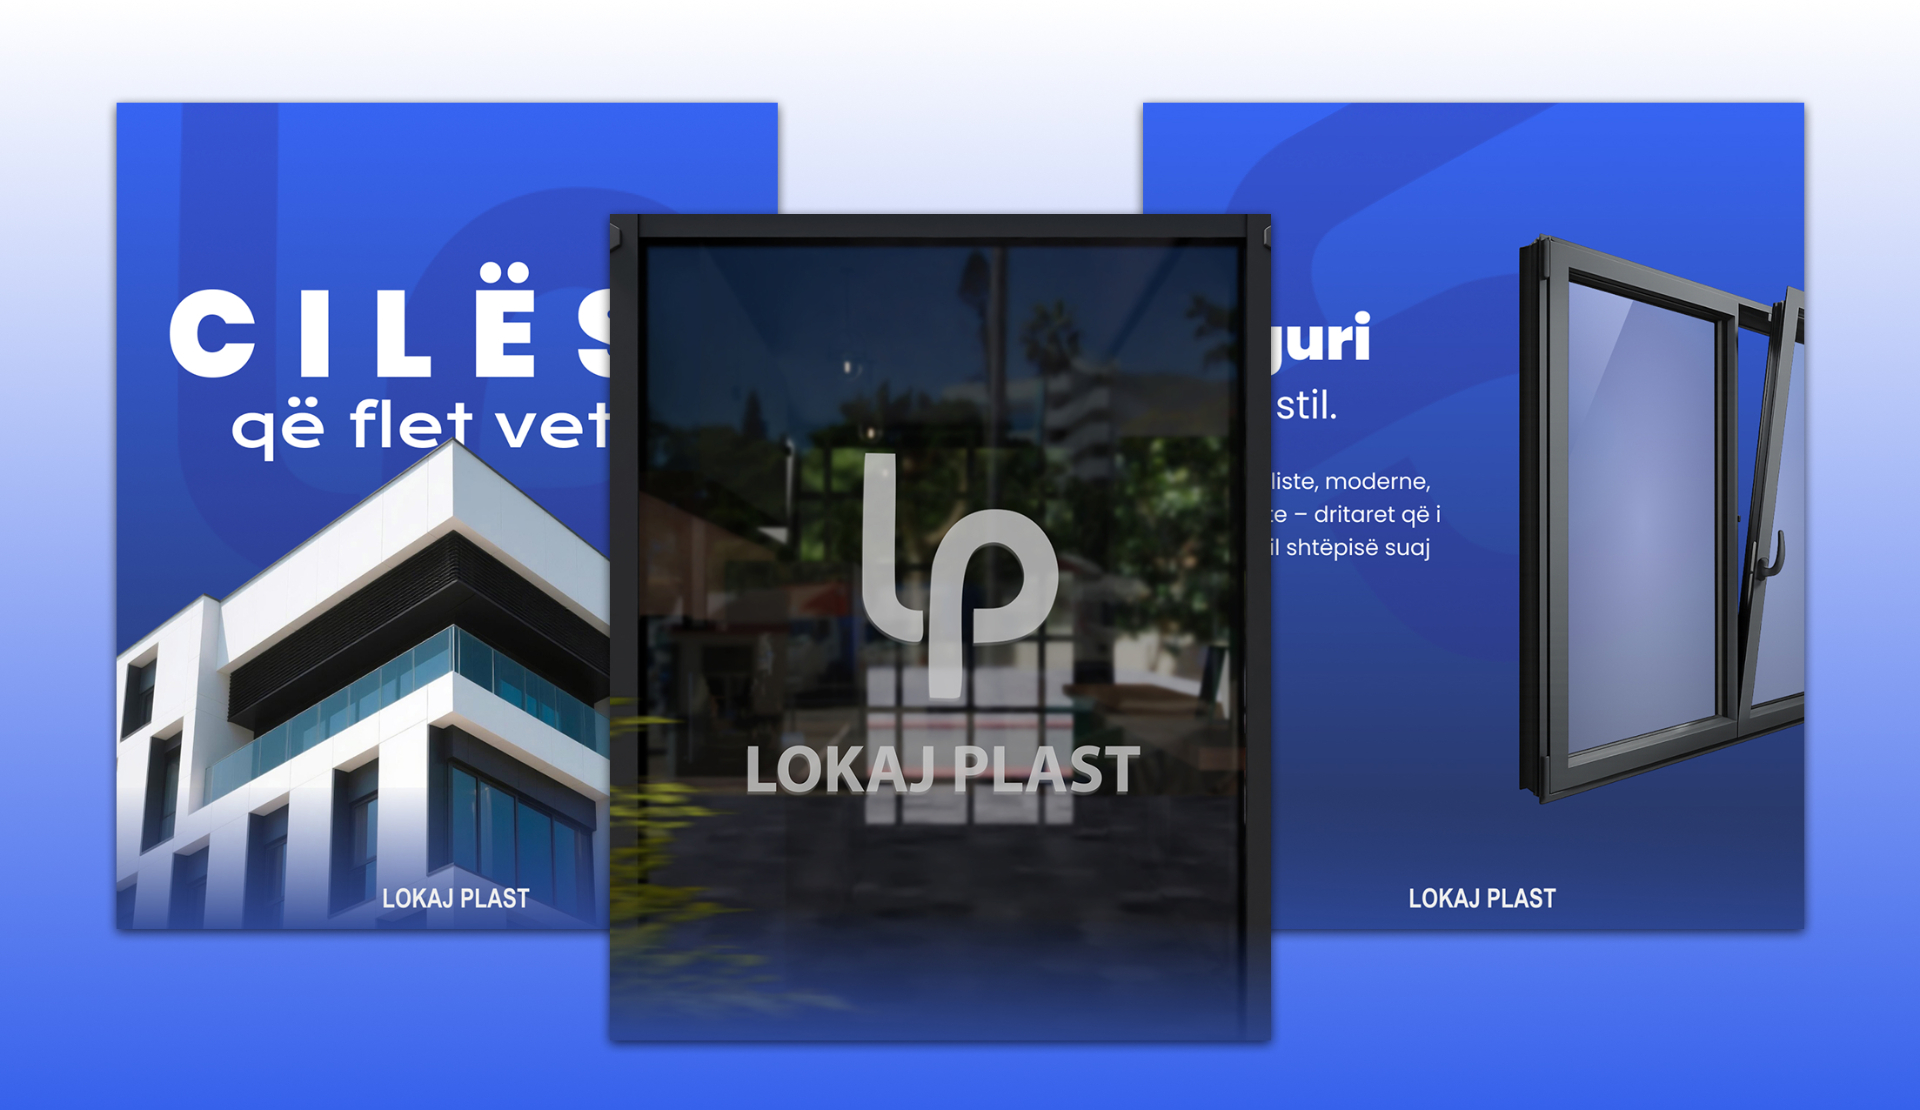 CILËS
që flet vet
LOKAJ PLAST
lp
LOKAJ PLAST
guri
stil.
liste, moderne,
te – dritaret që i
il shtëpisë suaj
LOKAJ PLAST